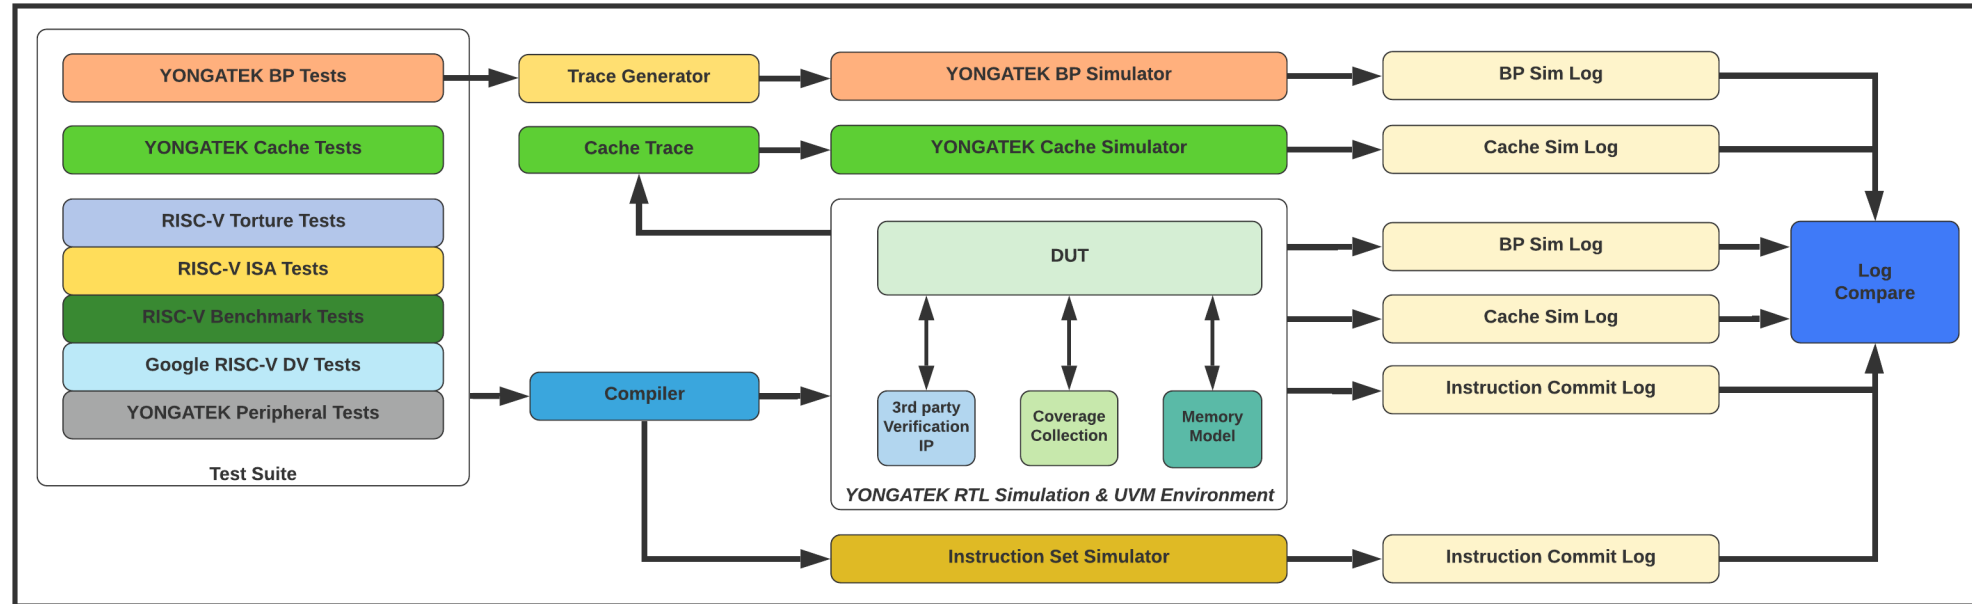 YONGATEK BP Tests
YONGATEK Cache Tests
RISC-V Torture Tests
RISC-V ISA Tests
RISC-V Benchmark Tests
Google RISC-V DV Tests
YONGATEK Peripheral Tests
Test Suite
Trace Generator
Cache Trace
Compiler
YONGATEK BP Simulator
YONGATEK Cache Simulator
DUT
3rd party
Verification
IP
Coverage
Collection
Memory
Model
YONGATEK RTL Simulation & UVM Environment
Instruction Set Simulator
BP Sim Log
Cache Sim Log
BP Sim Log
Cache Sim Log
Instruction Commit Log
Instruction Commit Log
Log
Compare